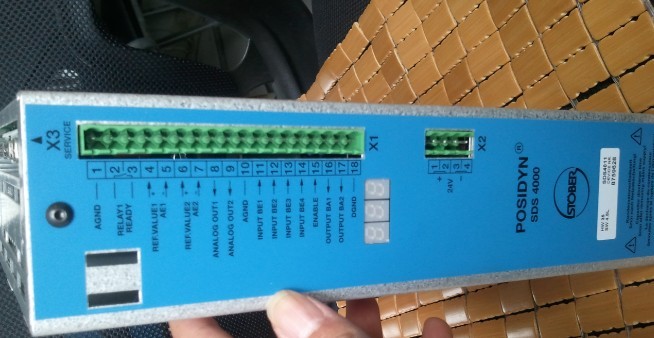 X3
SERVICE
X1
1 AGND
2 RELAY1
3 READY
4 REF.VALUE1 +
5 AE1 -
6 REF.VALUE2 +
7 AE2 -
8 ANALOG OUT1
9 ANALOG OUT2
10 AGND
11 INPUT BE1
12 INPUT BE2
13 INPUT BE3
14 INPUT BE4
15 ENABLE
16 OUTPUT BA1
17 OUTPUT BA2
18 DGND
X2
1
2
3
4
+ 24V -
POSIDYN®
SDS 4000
STÖBER